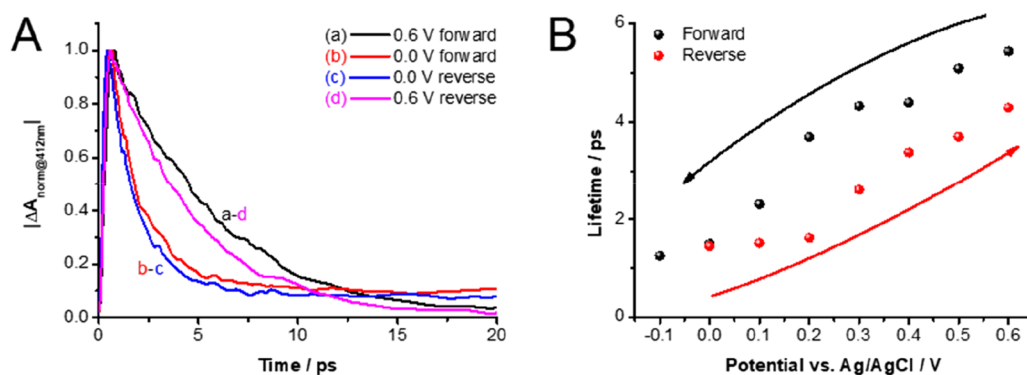 A
(a) 0.6 V forward
(b) 0.0 V forward
(c) 0.0 V reverse
(d) 0.6 V reverse
|ΔA norm@412nm|
1.0
0.8
0.6
0.4
0.2
0.0
a-d
b-c
0 5 10 15 20
Time / ps
B
Forward
Reverse
Lifetime / ps
6
4
2
0
-0.1 0.0 0.1 0.2 0.3 0.4 0.5 0.6
Potential vs. Ag/AgCl / V